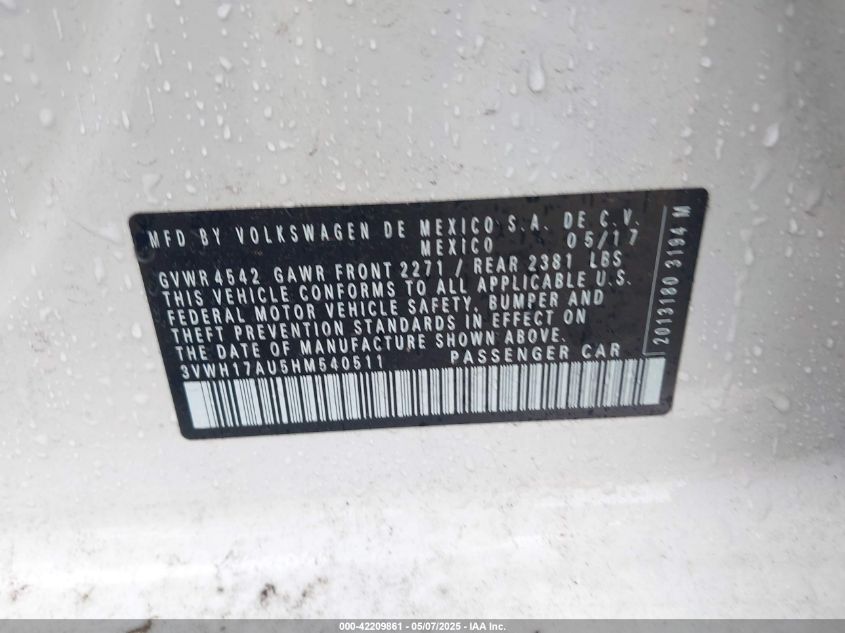 MFD BY VOLKSWAGEN DE MEXICO S.A. DE C.V.
MEXICO 05/17
GVWR 4542 GAWR FRONT 2271 / REAR 2381 LBS
THIS VEHICLE CONFORMS TO ALL APPLICABLE U.S.
FEDERAL MOTOR VEHICLE SAFETY, BUMPER AND
THEFT PREVENTION STANDARDS IN EFFECT ON
THE DATE OF MANUFACTURE SHOWN ABOVE.
3VWH17AU5HM540511 PASSENGER CAR
2013180 3194 M
000-42209861 - 05/07/2025 - IAA Inc.